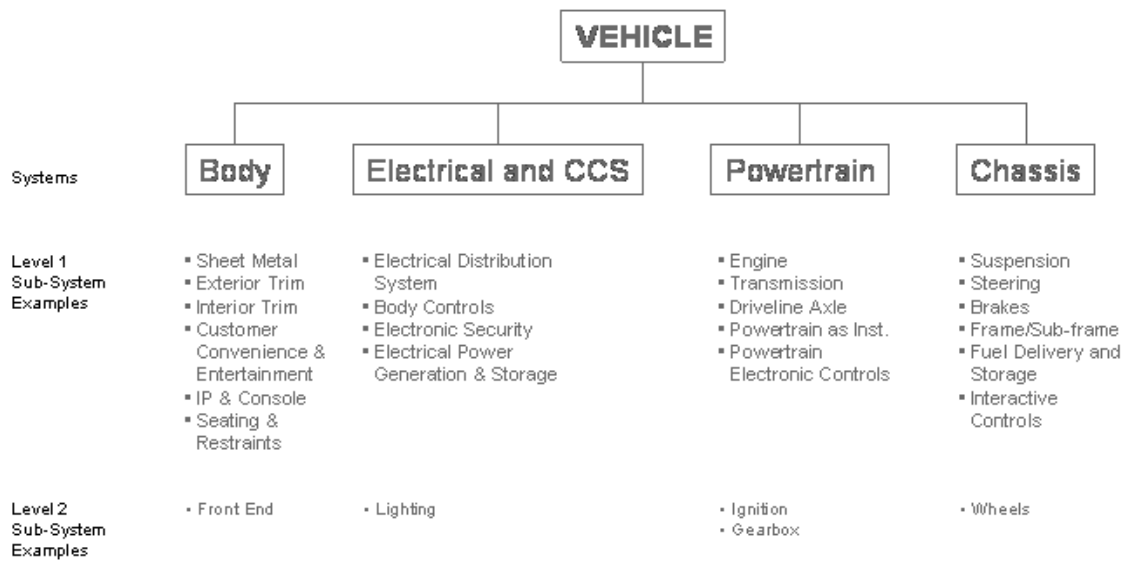 VEHICLE
Systems
Body
Electrical and CCS
Powertrain
Chassis
Level 1
Sub-System
Examples
▪ Sheet Metal
▪ Exterior Trim
▪ Interior Trim
▪ Customer
Convenience &
Entertainment
▪ IP & Console
▪ Seating &
Restraints
▪ Electrical Distribution
System
▪ Body Controls
▪ Electronic Security
▪ Electrical Power
Generation & Storage
▪ Engine
▪ Transmission
▪ Driveline Axle
▪ Powertrain as Inst.
▪ Powertrain
Electronic Controls
▪ Suspension
▪ Steering
▪ Brakes
▪ Frame/Sub-frame
▪ Fuel Delivery and
Storage
▪ Interactive
Controls
Level 2
Sub-System
Examples
▪ Front End
▪ Lighting
▪ Ignition
▪ Gearbox
▪ Wheels